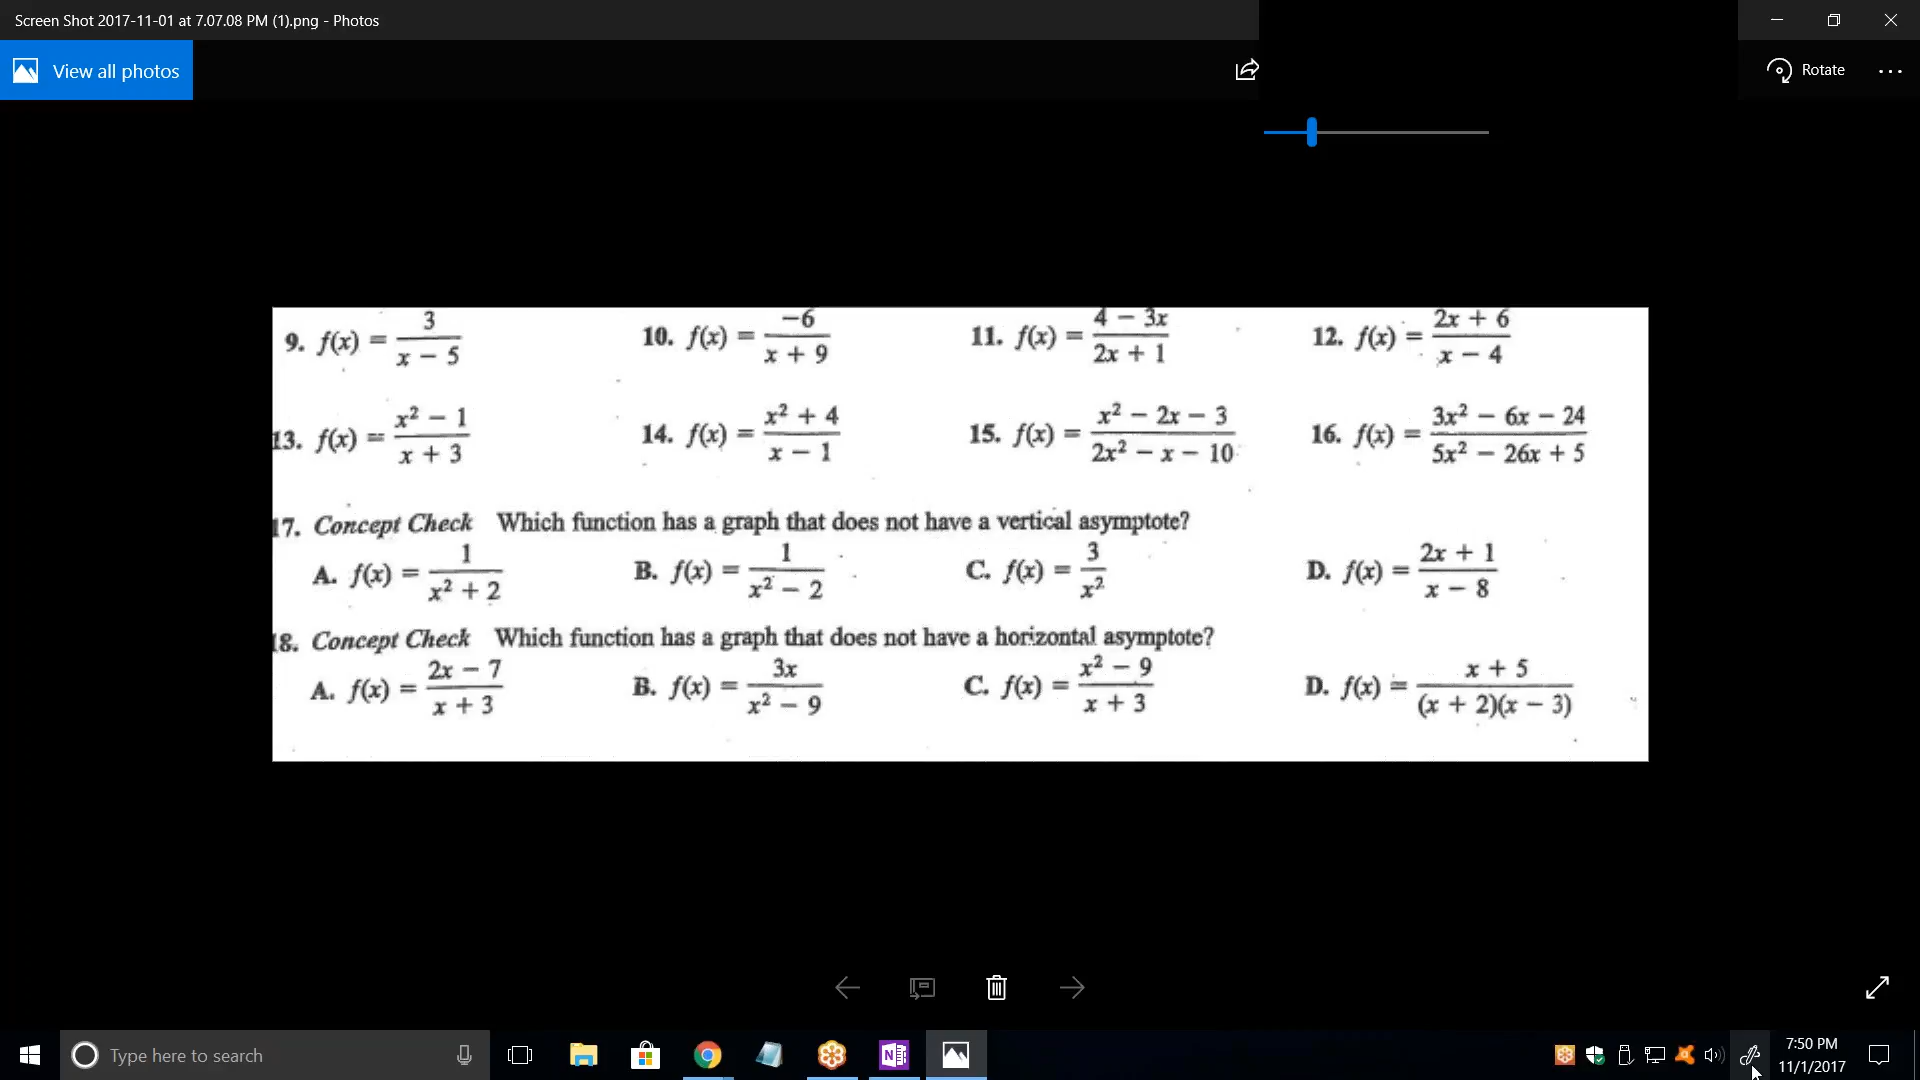 Screen Shot 2017-11-01 at 7.07.08 PM (1).png - Photos
View all photos
Rotate
9. f(x) = 3 / (x − 5)
10. f(x) = −6 / (x + 9)
11. f(x) = (4 − 3x) / (2x + 1)
12. f(x) = (2x + 6) / (x − 4)
13. f(x) = (x² − 1) / (x + 3)
14. f(x) = (x² + 4) / (x − 1)
15. f(x) = (x² − 2x − 3) / (2x² − x − 10)
16. f(x) = (3x² − 6x − 24) / (5x² − 26x + 5)
17. Concept Check Which function has a graph that does not have a vertical asymptote?
A. f(x) = 1 / (x² + 2)
B. f(x) = 1 / (x² − 2)
C. f(x) = 3 / x²
D. f(x) = (2x + 1) / (x − 8)
18. Concept Check Which function has a graph that does not have a horizontal asymptote?
A. f(x) = (2x − 7) / (x + 3)
B. f(x) = 3x / (x² − 9)
C. f(x) = (x² − 9) / (x + 3)
D. f(x) = (x + 5) / ((x + 2)(x − 3))
Type here to search
N
7:50 PM
11/1/2017